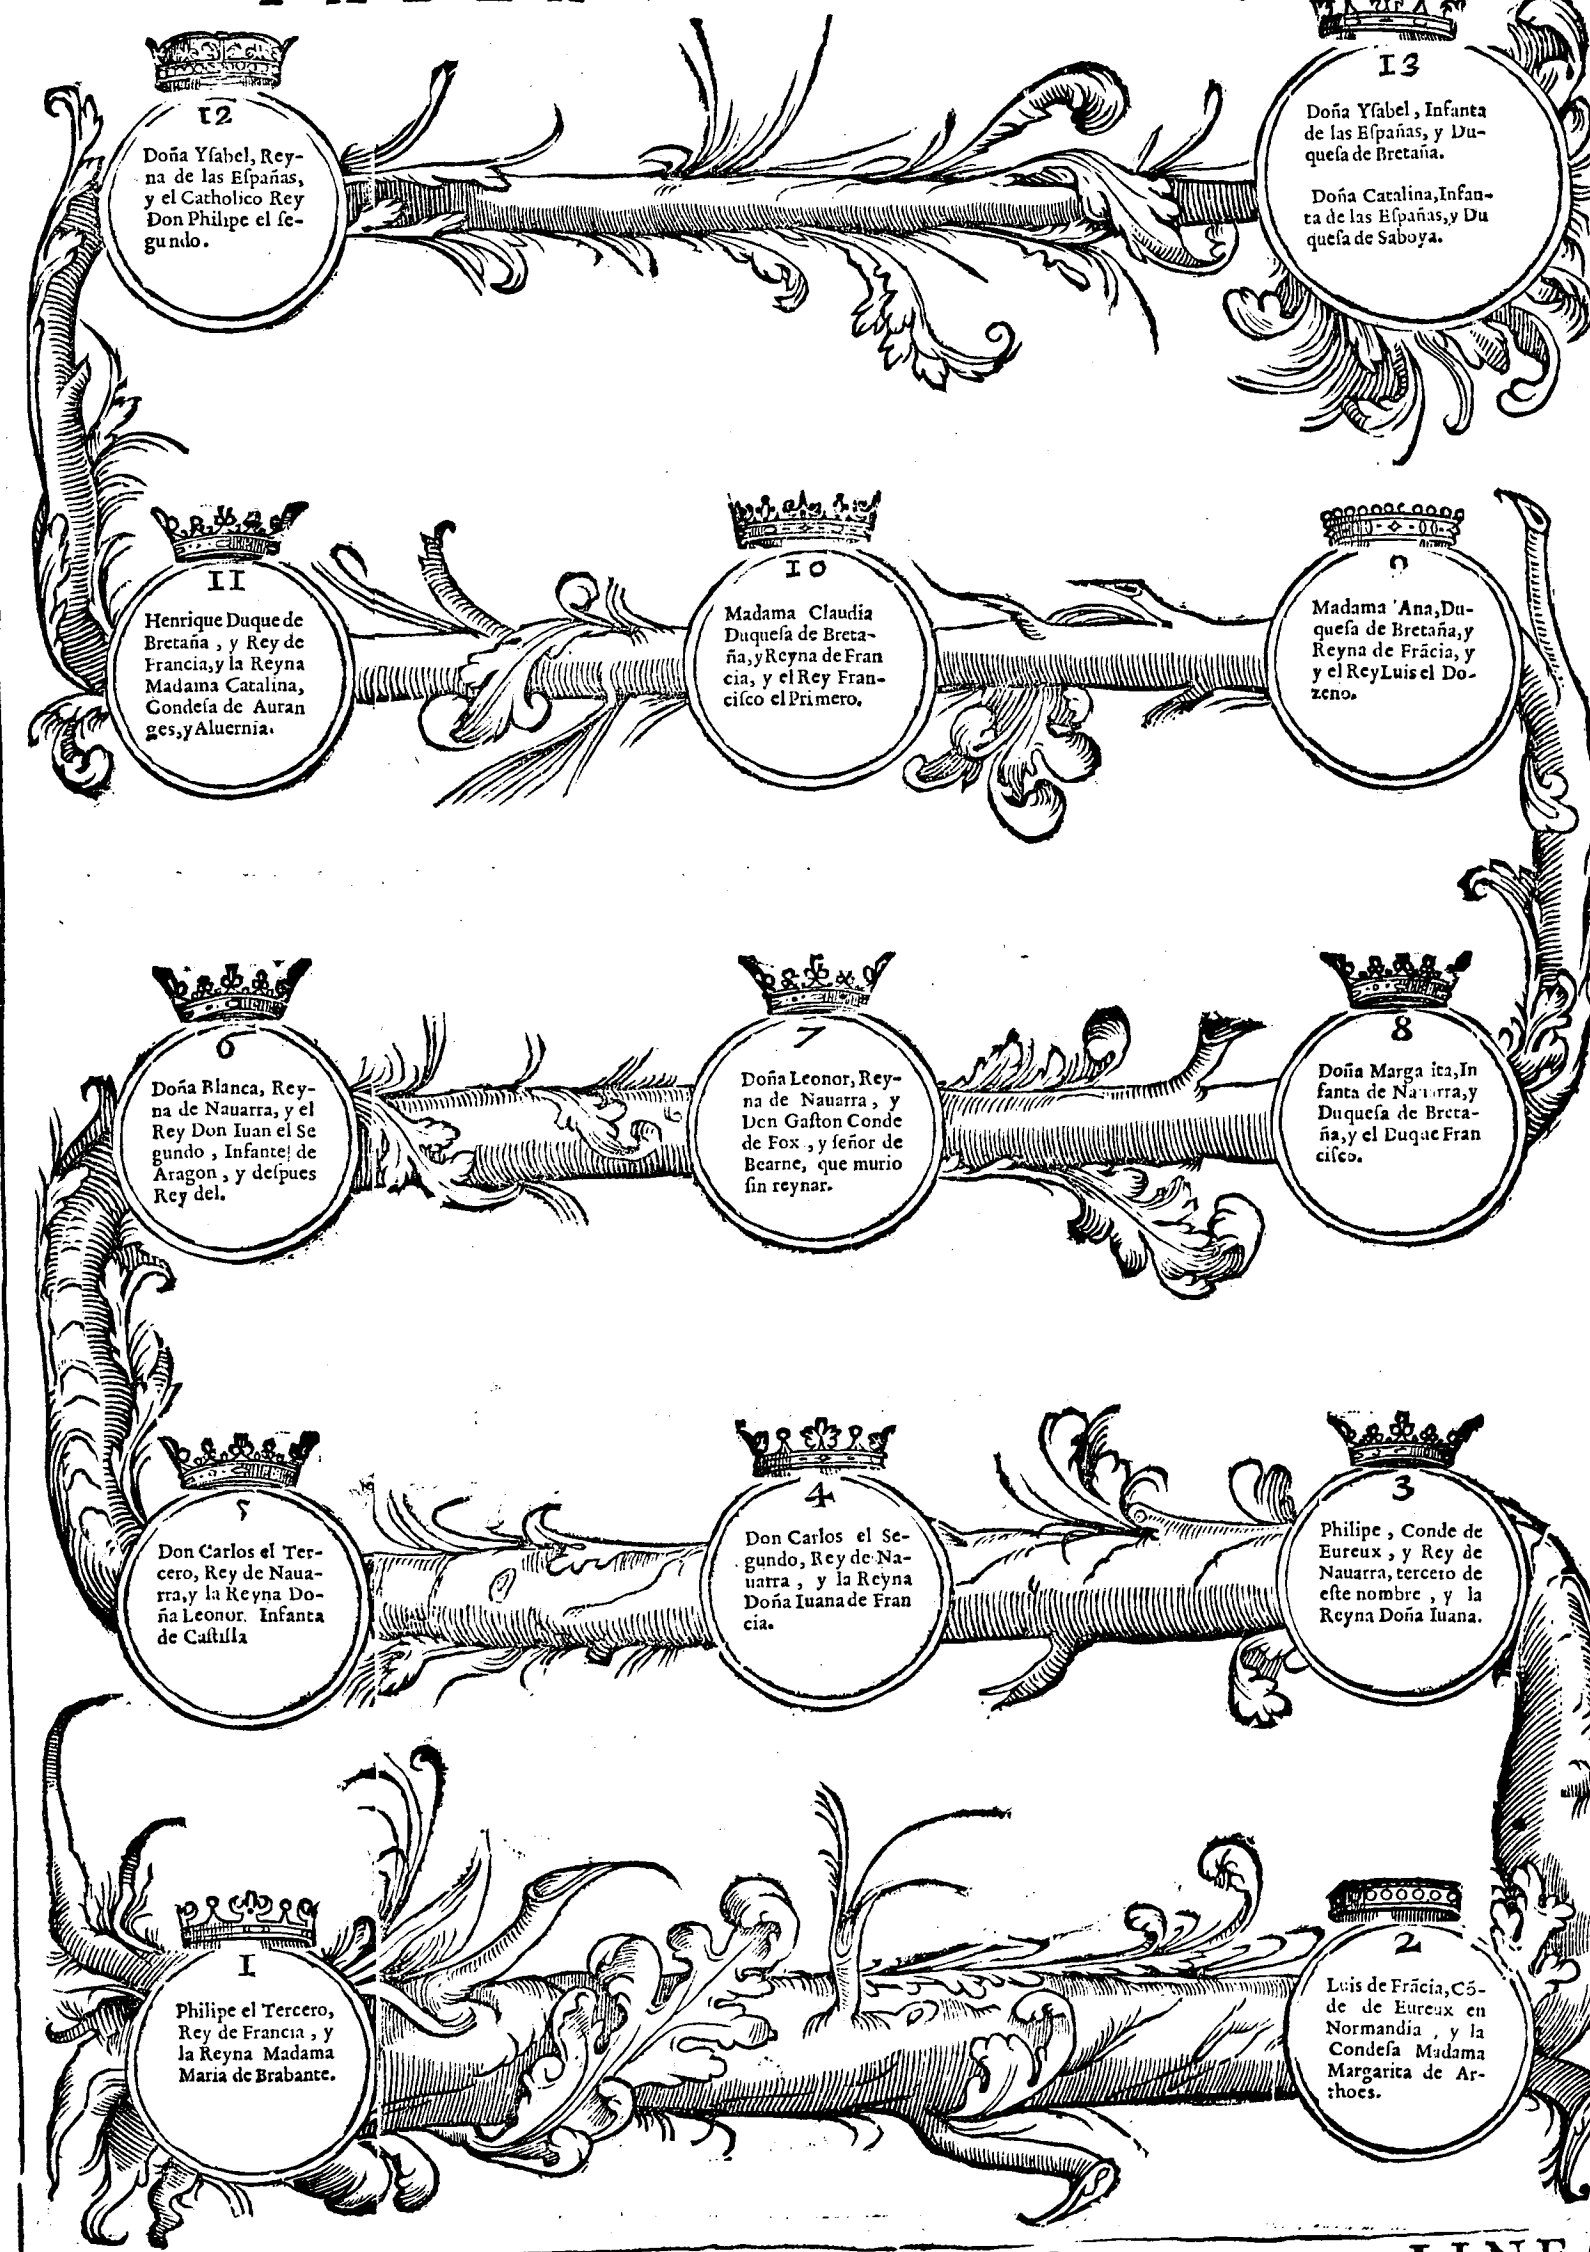 12
Doña Yſabel, Rey-
na de las Eſpañas,
y el Catholico Rey
Don Philipe el ſe-
gundo.
13
Doña Yſabel, Infanta
de las Eſpañas, y Du-
queſa de Bretaña.
Doña Catalina, Infan-
ta de las Eſpañas, y Du
queſa de Saboya.
11
Henrique Duque de
Bretaña, y Rey de
Francia, y la Reyna
Madama Catalina,
Condeſa de Auran
ges, y Aluernia.
10
Madama Claudia
Duqueſa de Breta-
ña, y Reyna de Fran
cia, y el Rey Fran-
ciſco el Primero.
9
Madama Ana, Du-
queſa de Bretaña, y
Reyna de Frãcia, y
y el Rey Luis el Do-
zeno.
6
Doña Blanca, Rey-
na de Nauarra, y el
Rey Don Iuan el Se
gundo, Infante de
Aragon, y deſpues
Rey del.
7
Doña Leonor, Rey-
na de Nauarra, y
Don Gaſton Conde
de Fox, y ſeñor de
Bearne, que murio
ſin reynar.
8
Doña Marga ita, In
fanta de Nauarra, y
Duqueſa de Breta-
ña, y el Duque Fran
ciſco.
5
Don Carlos el Ter-
cero, Rey de Naua-
rra, y la Reyna Do-
ña Leonor. Infanta
de Caſtilla
4
Don Carlos el Se-
gundo, Rey de Na-
uarra, y la Reyna
Doña Iuana de Fran
cia.
3
Philipe, Conde de
Eureux, y Rey de
Nauarra, tercero de
eſte nombre, y la
Reyna Doña Iuana.
1
Philipe el Tercero,
Rey de Francia, y
la Reyna Madama
Maria de Brabante.
2
Luis de Frãcia, Cõ-
de de Eureux en
Normandia, y la
Condeſa Madama
Margarita de Ar-
thoes.